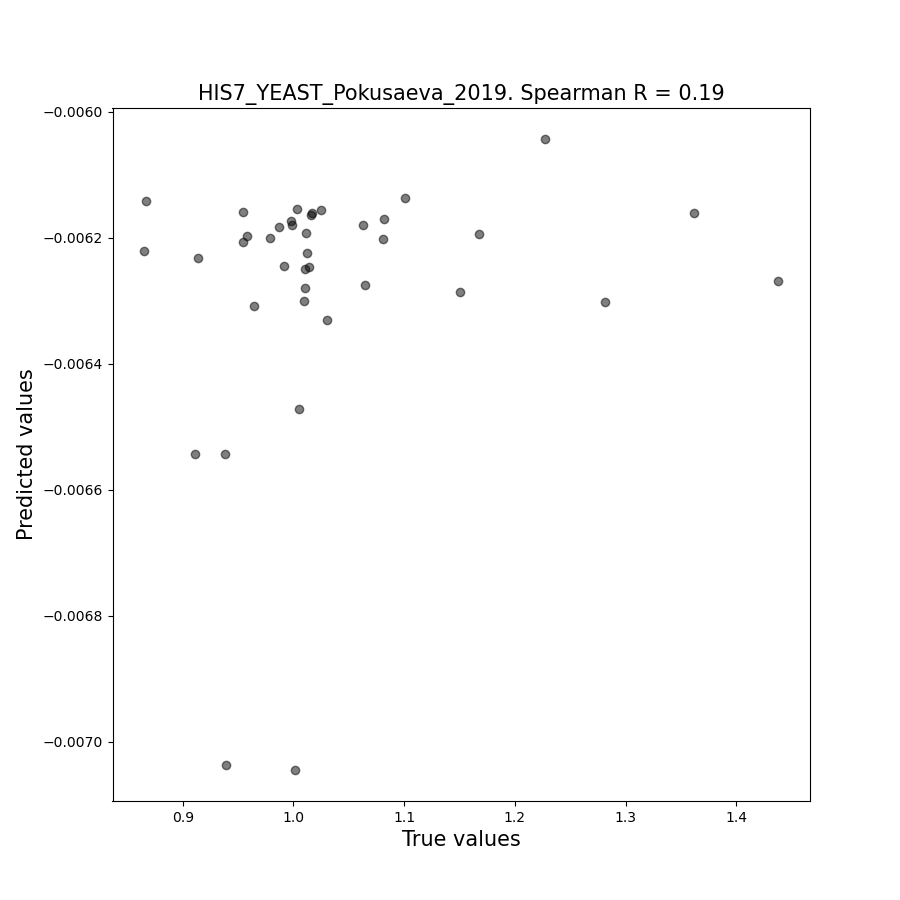 HIS7_YEAST_Pokusaeva_2019. Spearman R = 0.19
−0.0060
−0.0062
−0.0064
−0.0066
−0.0068
−0.0070
Predicted values
0.9 1.0 1.1 1.2 1.3 1.4
True values